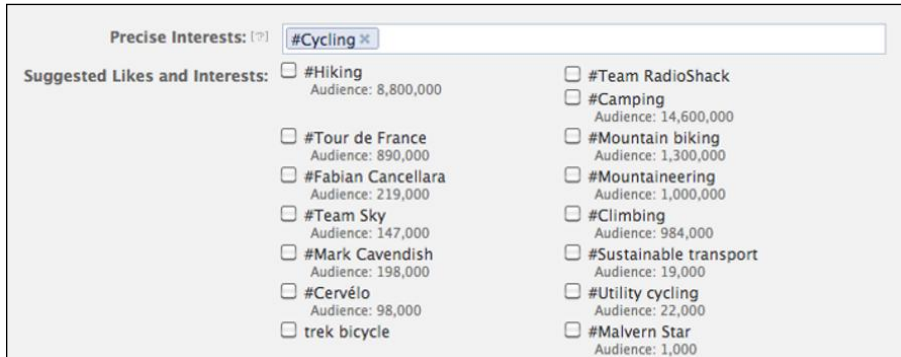 Precise Interests: [?] #Cycling ×
Suggested Likes and Interests:
#Hiking
Audience: 8,800,000
#Tour de France
Audience: 890,000
#Fabian Cancellara
Audience: 219,000
#Team Sky
Audience: 147,000
#Mark Cavendish
Audience: 198,000
#Cervélo
Audience: 98,000
trek bicycle
#Team RadioShack
#Camping
Audience: 14,600,000
#Mountain biking
Audience: 1,300,000
#Mountaineering
Audience: 1,000,000
#Climbing
Audience: 984,000
#Sustainable transport
Audience: 19,000
#Utility cycling
Audience: 22,000
#Malvern Star
Audience: 1,000